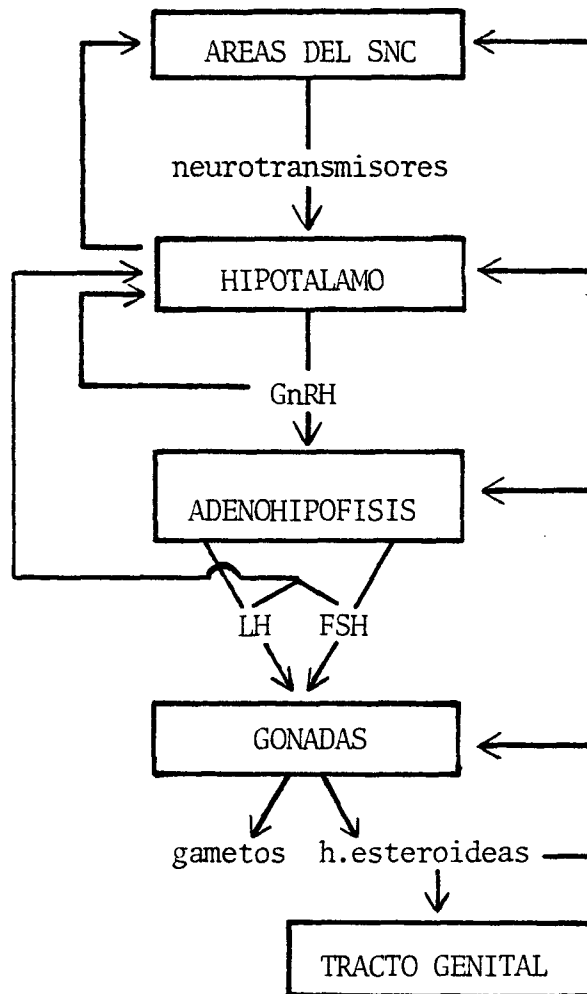 AREAS DEL SNC
neurotransmisores
HIPOTALAMO
GnRH
ADENOHIPOFISIS
LH FSH
GONADAS
gametos h.esteroideas
TRACTO GENITAL